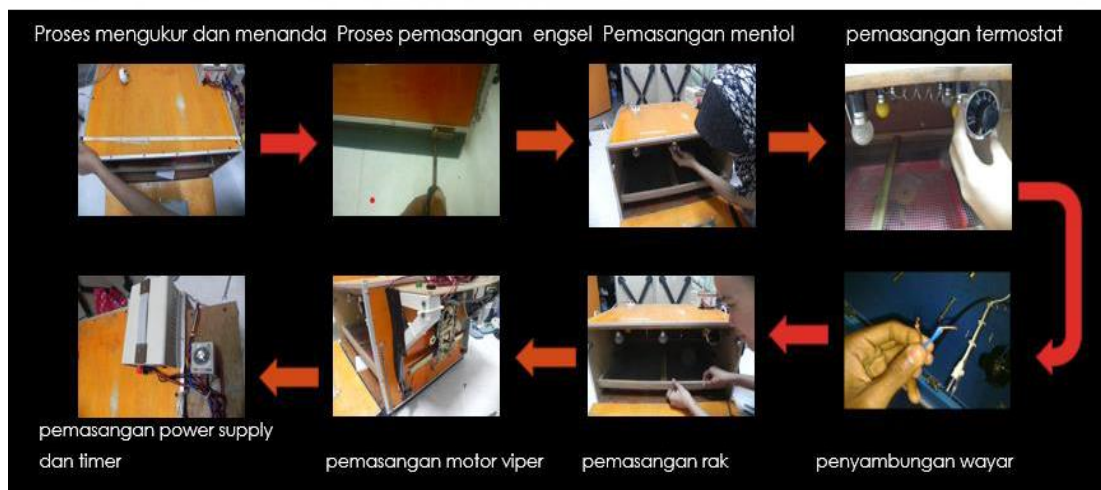 Proses mengukur dan menanda
Proses pemasangan engsel
Pemasangan mentol
pemasangan termostat
penyambungan wayar
pemasangan rak
pemasangan motor viper
pemasangan power supply
dan timer